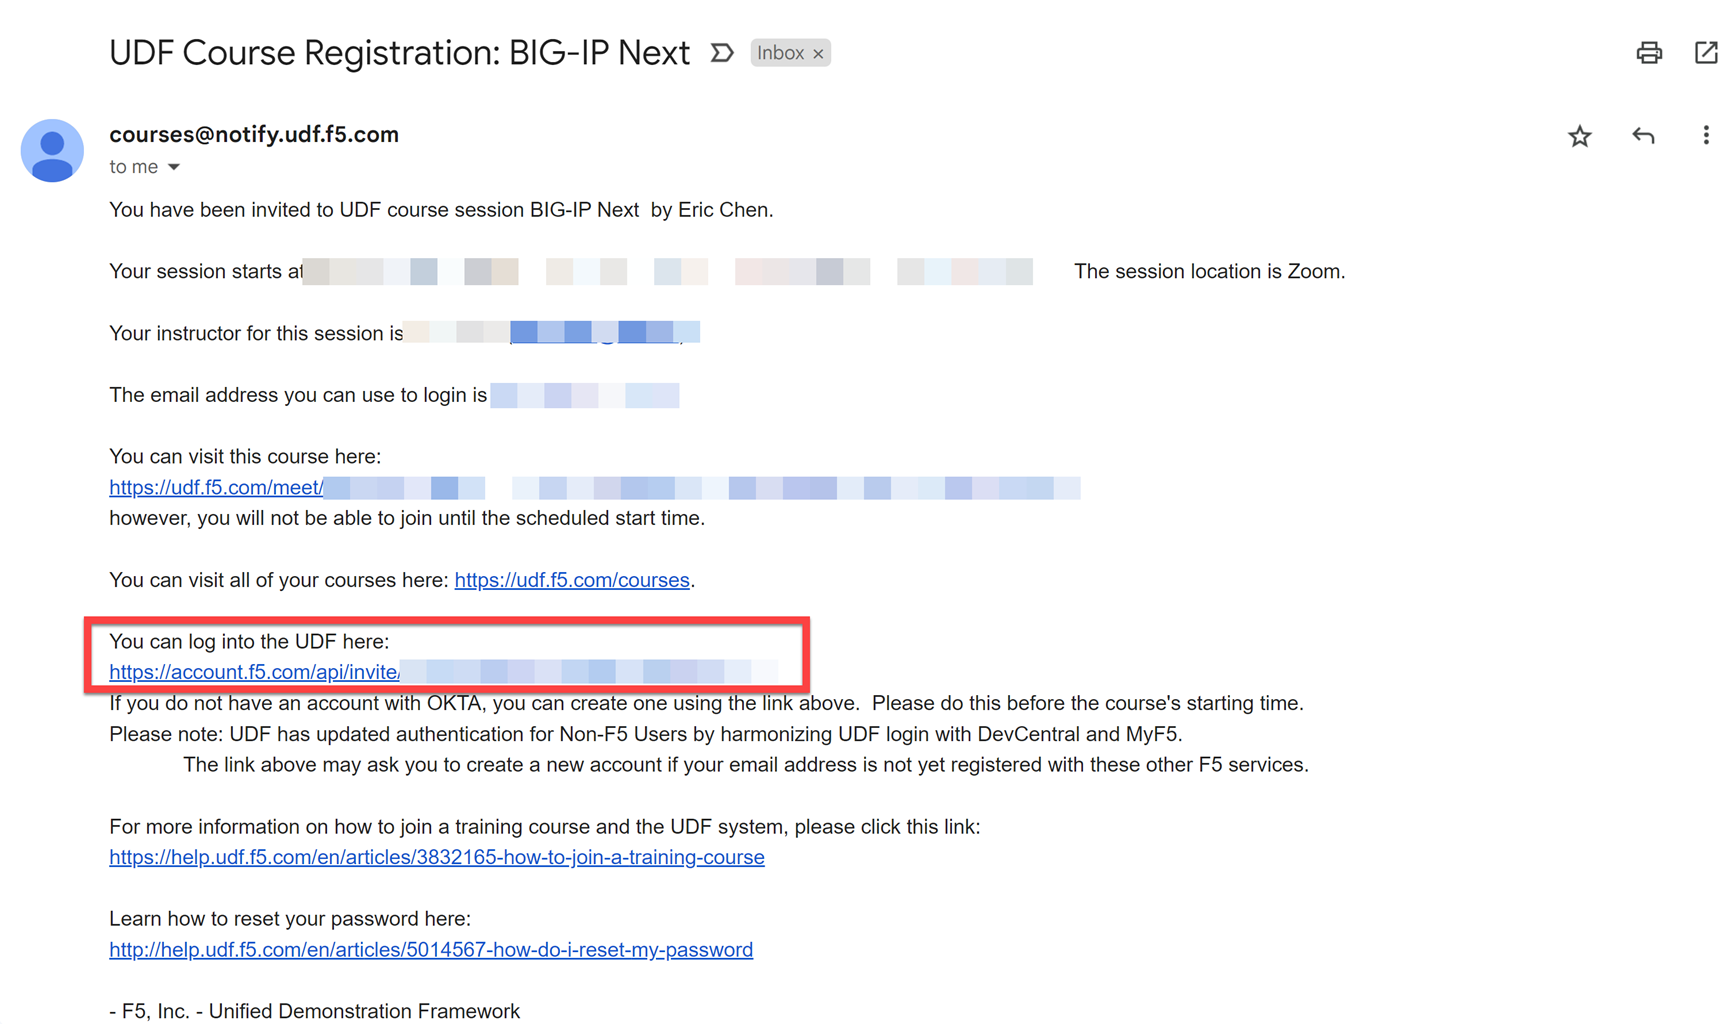 UDF Course Registration: BIG-IP Next
Inbox ×
courses@notify.udf.f5.com
to me
You have been invited to UDF course session BIG-IP Next  by Eric Chen.
Your session starts at The session location is Zoom.
Your instructor for this session is
The email address you can use to login is
You can visit this course here:
https://udf.f5.com/meet/
however, you will not be able to join until the scheduled start time.
You can visit all of your courses here: https://udf.f5.com/courses.
You can log into the UDF here:
https://account.f5.com/api/invite/
If you do not have an account with OKTA, you can create one using the link above.  Please do this before the course's starting time.
Please note: UDF has updated authentication for Non-F5 Users by harmonizing UDF login with DevCentral and MyF5.
The link above may ask you to create a new account if your email address is not yet registered with these other F5 services.
For more information on how to join a training course and the UDF system, please click this link:
https://help.udf.f5.com/en/articles/3832165-how-to-join-a-training-course
Learn how to reset your password here:
http://help.udf.f5.com/en/articles/5014567-how-do-i-reset-my-password
- F5, Inc. - Unified Demonstration Framework